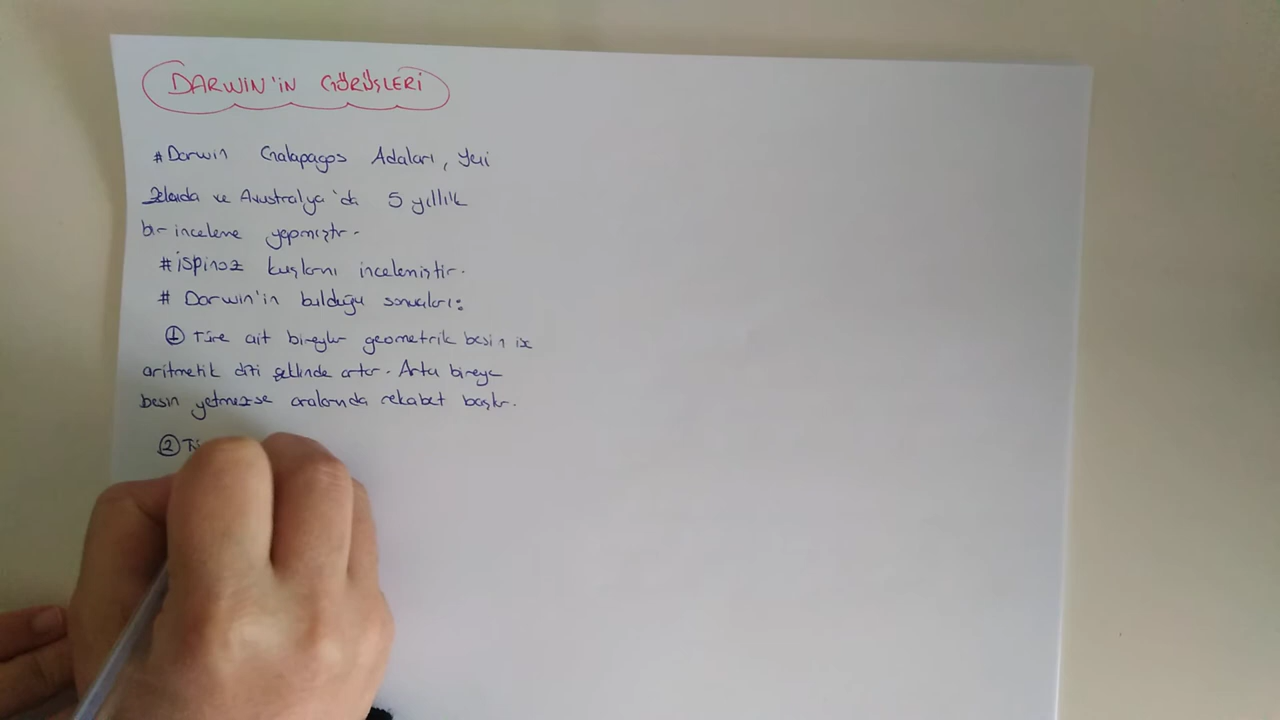 DARWIN'İN GÖRÜŞLERİ
# Darwin Galapagos Adaları, Yeni
Zelanda ve Avustralya'da 5 yıllık
bir inceleme yapmıştır.
# İspinoz kuşlarını incelemiştir.
# Darwin'in bulduğu sonuçları:
① Türe ait bireyler geometrik besin ise
aritmetik dizi şeklinde artar. Artan bireye
besin yetmezse aralarında rekabet başlar.
②